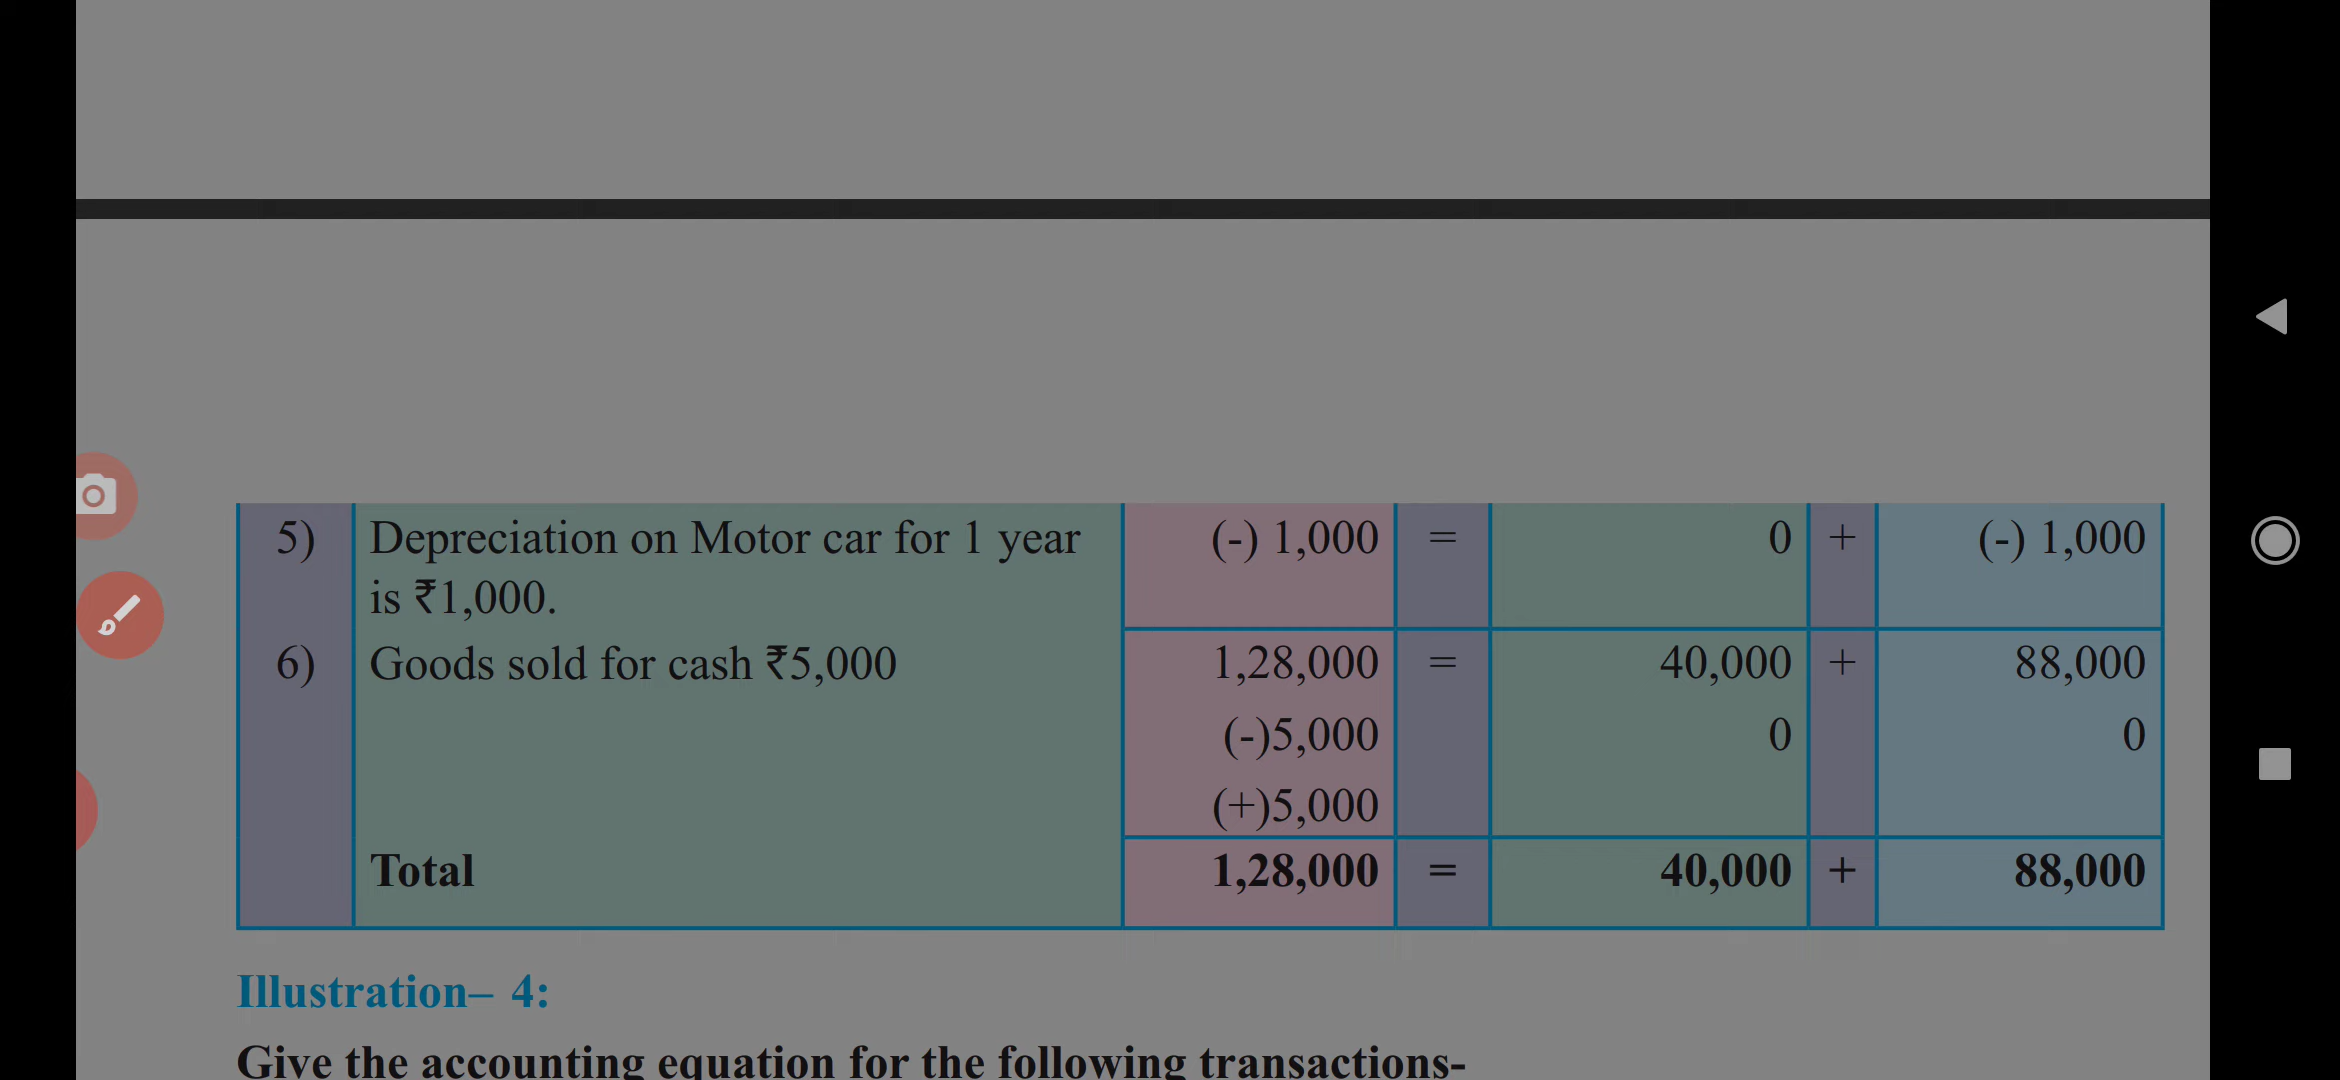 5) Depreciation on Motor car for 1 year (-) 1,000 = 0 + (-) 1,000
is ₹1,000.
6) Goods sold for cash ₹5,000 1,28,000 = 40,000 + 88,000
(-)5,000 0 0
(+)5,000
Total 1,28,000 = 40,000 + 88,000
Illustration– 4:
Give the accounting equation for the following transactions-